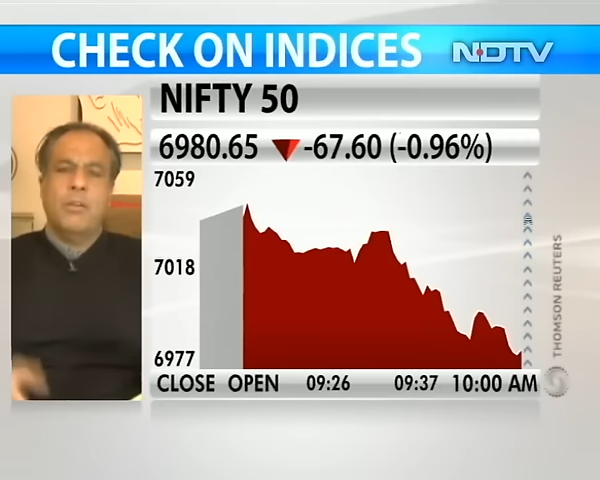 CHECK ON INDICES NDTV
NIFTY 50
6980.65 -67.60 (-0.96%)
7059
7018
6977
CLOSE OPEN 09:26 09:37 10:00 AM
THOMSON REUTERS